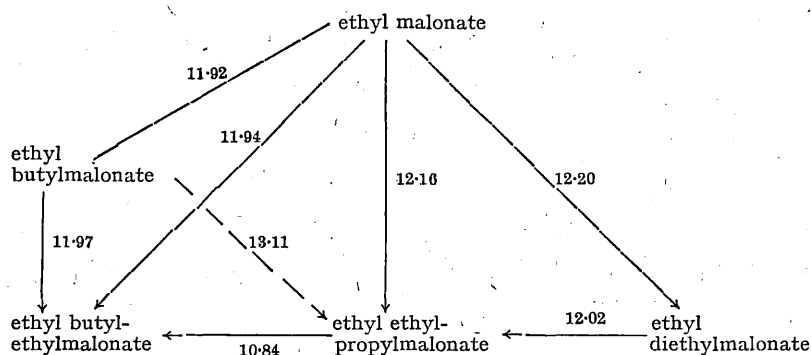 ethyl malonate
11·92
11·94
ethyl
butylmalonate
12·16
12·20
11·97
13·11
ethyl butyl-
ethylmalonate
10·84
ethyl ethyl-
propylmalonate
12·02
ethyl
diethylmalonate